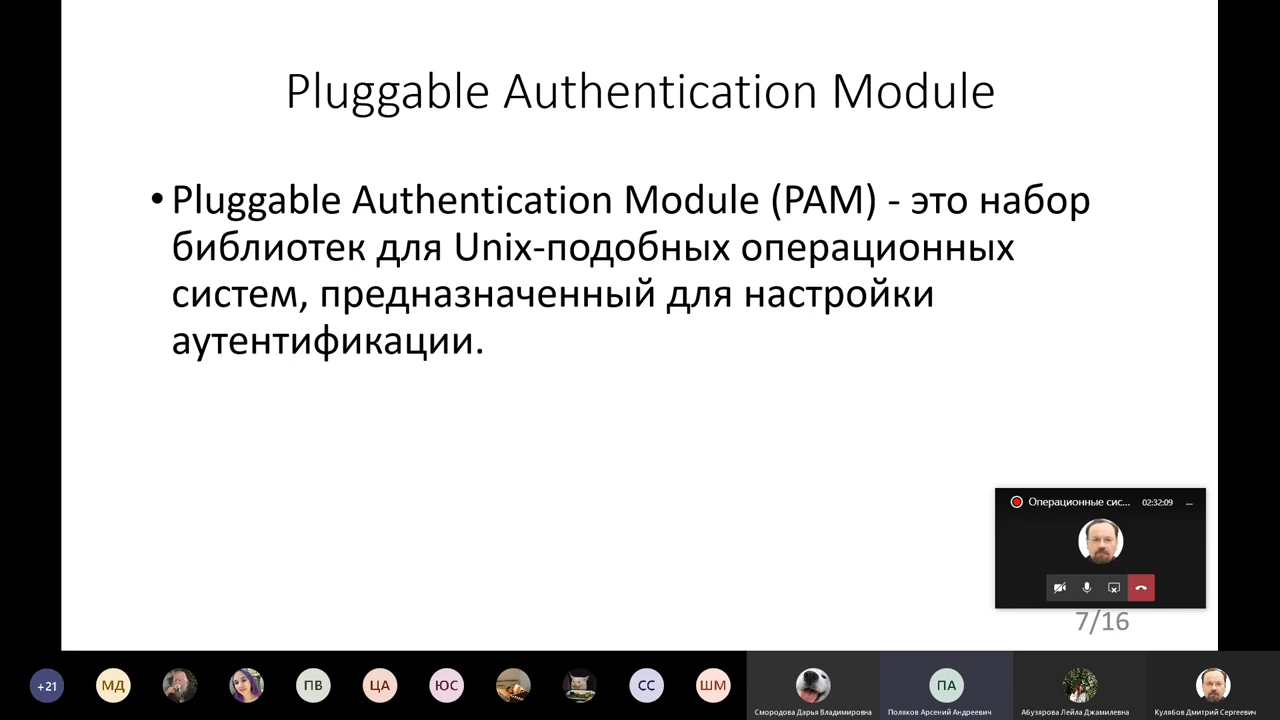 Pluggable Authentication Module
• Pluggable Authentication Module (PAM) - это набор
библиотек для Unix-подобных операционных
систем, предназначенный для настройки
аутентификации.
Операционные сис... 02:32:09
7/16
+21 МД ПВ ЦА ЮС СС ШМ ПА
Смородова Дарья Владимировна Поляков Арсений Андреевич Абузярова Лейла Джамилевна Кулябов Дмитрий Сергеевич